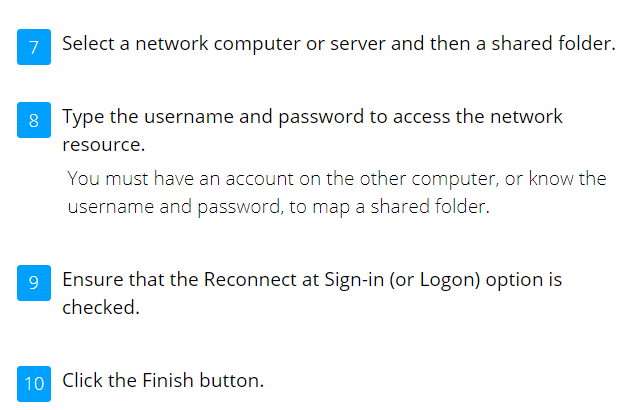 7 Select a network computer or server and then a shared folder.
8 Type the username and password to access the network
resource.
You must have an account on the other computer, or know the
username and password, to map a shared folder.
9 Ensure that the Reconnect at Sign-in (or Logon) option is
checked.
10 Click the Finish button.